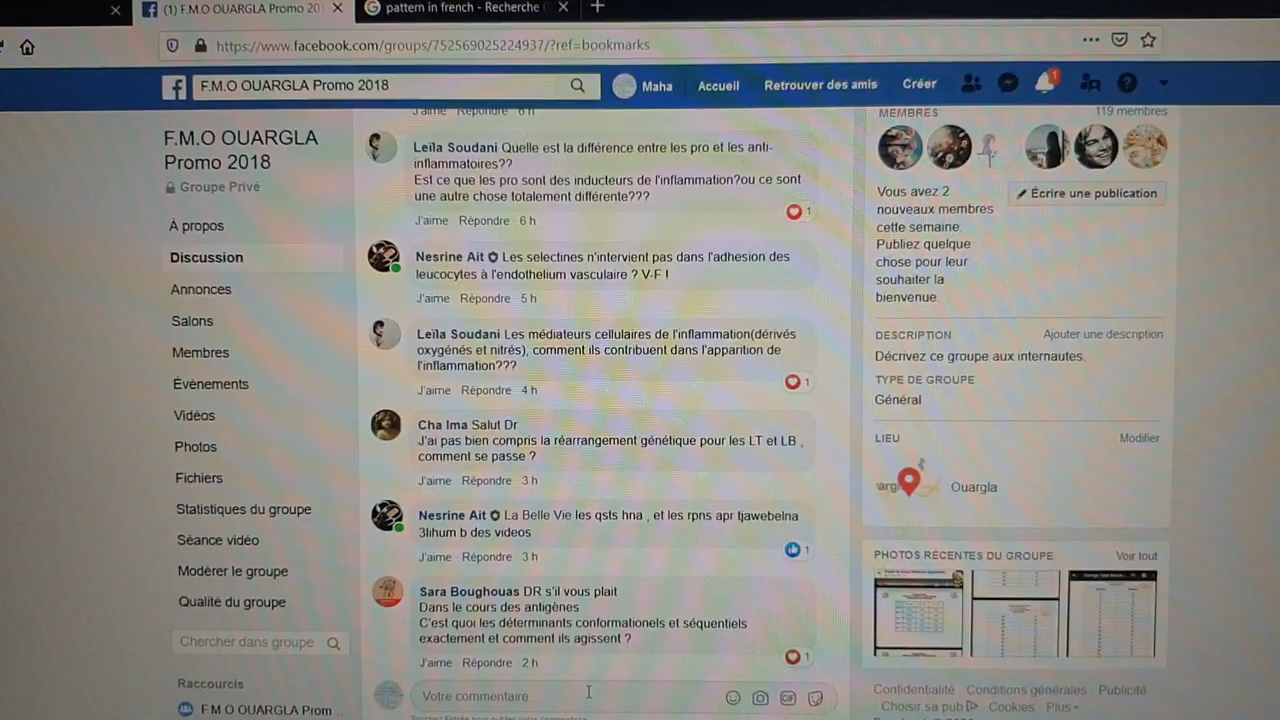 (1) F.M.O OUARGLA Promo 201
pattern in french - Recherche
https://www.facebook.com/groups/752569025224937/?ref=bookmarks
F.M.O OUARGLA Promo 2018
Maha
Accueil
Retrouver des amis
Créer
1
F.M.O OUARGLA
Promo 2018
Groupe Privé
À propos
Discussion
Annonces
Salons
Membres
Évènements
Vidéos
Photos
Fichiers
Statistiques du groupe
Séance vidéo
Modérer le groupe
Qualité du groupe
Chercher dans groupe
Raccourcis
F M O OUARGLA Prom ...
J'aime Répondre 6 h
Leïla Soudani Quelle est la différence entre les pro et les anti-
inflammatoires??
Est ce que les pro sont des inducteurs de l'inflammation?ou ce sont
une autre chose totalement différente???
J'aime Répondre 6 h
1
Nesrine Ait Les selectines n'intervient pas dans l'adhesion des
leucocytes à l'endothelium vasculaire ? V-F !
J'aime Répondre 5 h
Leïla Soudani Les médiateurs cellulaires de l'inflammation(dérivés
oxygénés et nitrés), comment ils contribuent dans l'apparition de
l'inflammation???
J'aime Répondre 4 h
1
Cha Ima Salut Dr
J'ai pas bien compris la réarrangement génétique pour les LT et LB ,
comment se passe ?
J'aime Répondre 3 h
Nesrine Ait La Belle Vie les qsts hna , et les rpns apr tjawebelna
3lihum b des videos
J'aime Répondre 3 h
1
Sara Boughouas DR s'il vous plait
Dans le cours des antigènes
C'est quoi les déterminants conformationels et séquentiels
exactement et comment ils agissent ?
J'aime Répondre 2 h
1
Votre commentaire...
GIF
MEMBRES
119 membres
Vous avez 2
nouveaux membres
cette semaine.
Publiez quelque
chose pour leur
souhaiter la
bienvenue.
Écrire une publication
DESCRIPTION
Ajouter une description
Décrivez ce groupe aux internautes.
TYPE DE GROUPE
Général
LIEU
Modifier
Ouargla
PHOTOS RÉCENTES DU GROUPE
Voir tout
Confidentialité Conditions générales Publicité
Choisir sa pub Cookies Plus